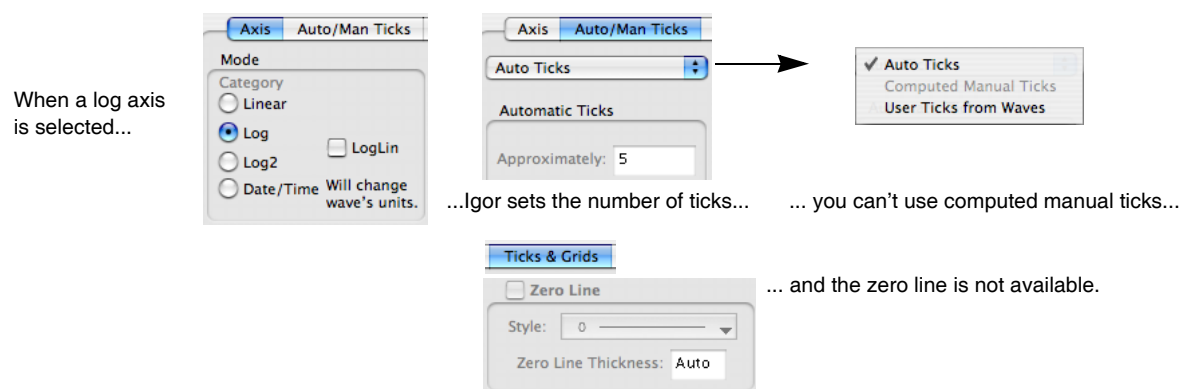 When a log axis
is selected...
Axis Auto/Man Ticks
Mode
Category
Linear
Log
LogLin
Log2
Date/Time Will change
wave's units.
Axis Auto/Man Ticks
Auto Ticks
Automatic Ticks
Approximately: 5
...Igor sets the number of ticks...
✓ Auto Ticks
Computed Manual Ticks
User Ticks from Waves
... you can't use computed manual ticks...
Ticks & Grids
Zero Line
Style: 0
Zero Line Thickness: Auto
... and the zero line is not available.